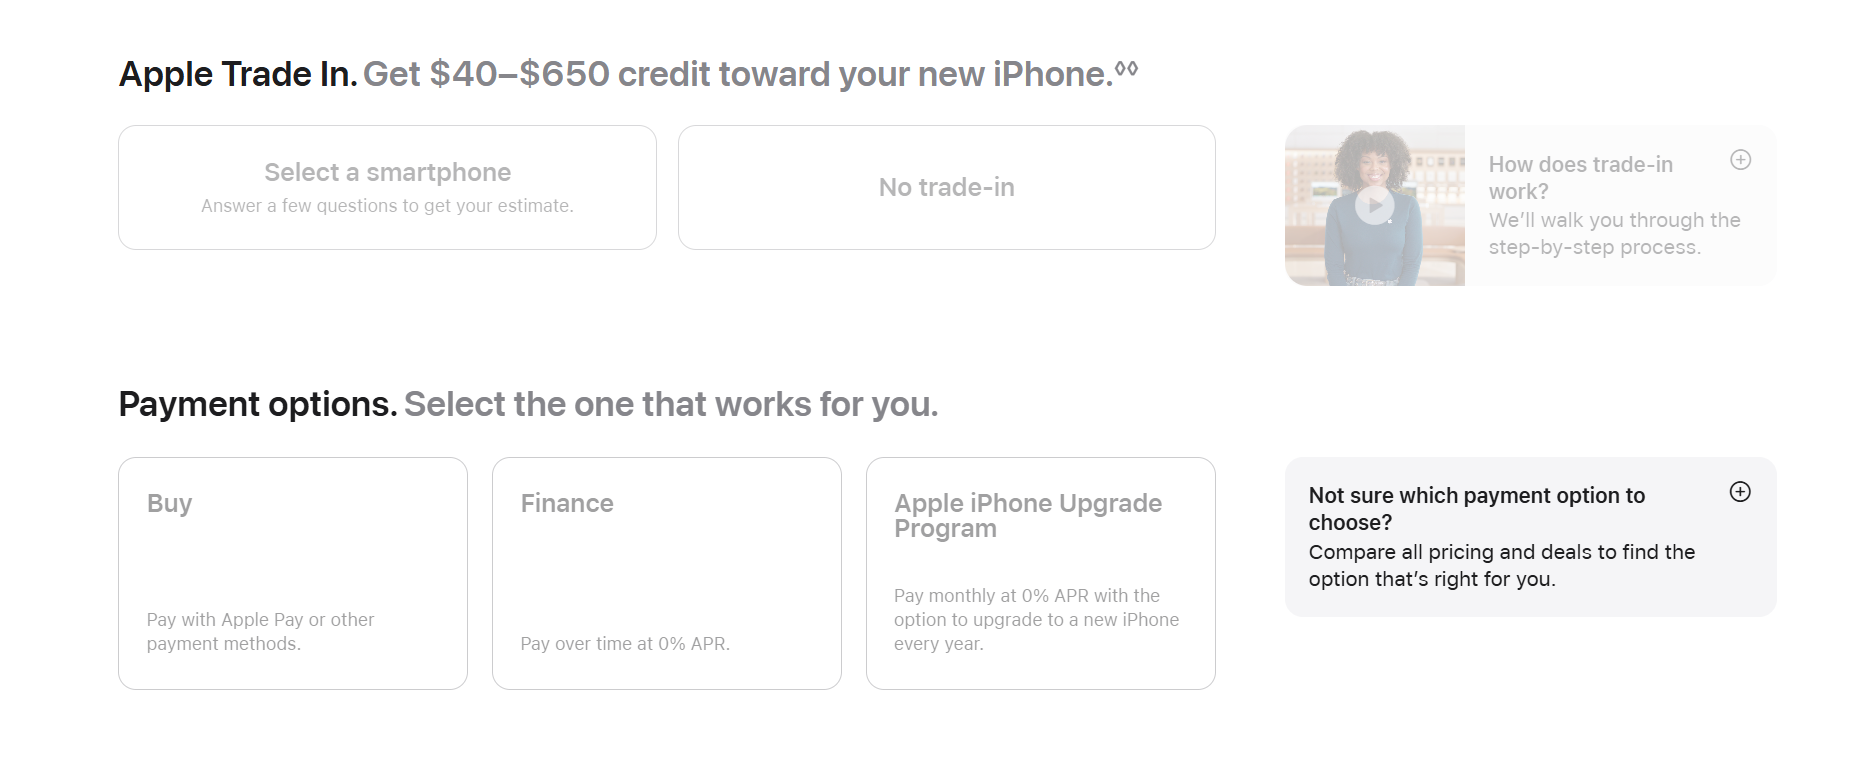 Apple Trade In. Get $40–$650 credit toward your new iPhone.◊◊
Select a smartphone
Answer a few questions to get your estimate.
No trade-in
How does trade-in
work?
We’ll walk you through the
step-by-step process.
Payment options. Select the one that works for you.
Buy
Pay with Apple Pay or other
payment methods.
Finance
Pay over time at 0% APR.
Apple iPhone Upgrade
Program
Pay monthly at 0% APR with the
option to upgrade to a new iPhone
every year.
Not sure which payment option to
choose?
Compare all pricing and deals to find the
option that’s right for you.